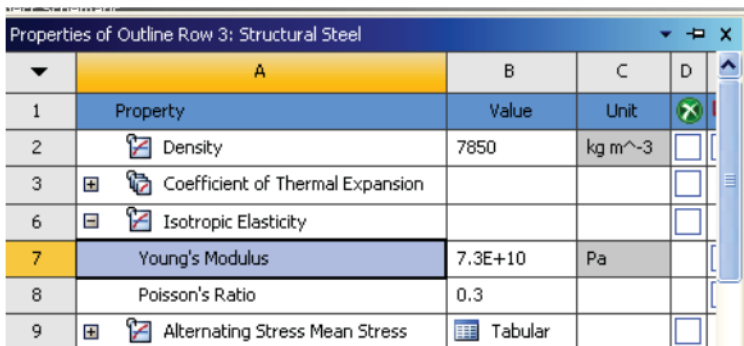 Properties of Outline Row 3: Structural Steel
A B C D
1 Property Value Unit
2 Density 7850 kg m^-3
3 Coefficient of Thermal Expansion
6 Isotropic Elasticity
7 Young's Modulus 7.3E+10 Pa
8 Poisson's Ratio 0.3
9 Alternating Stress Mean Stress Tabular